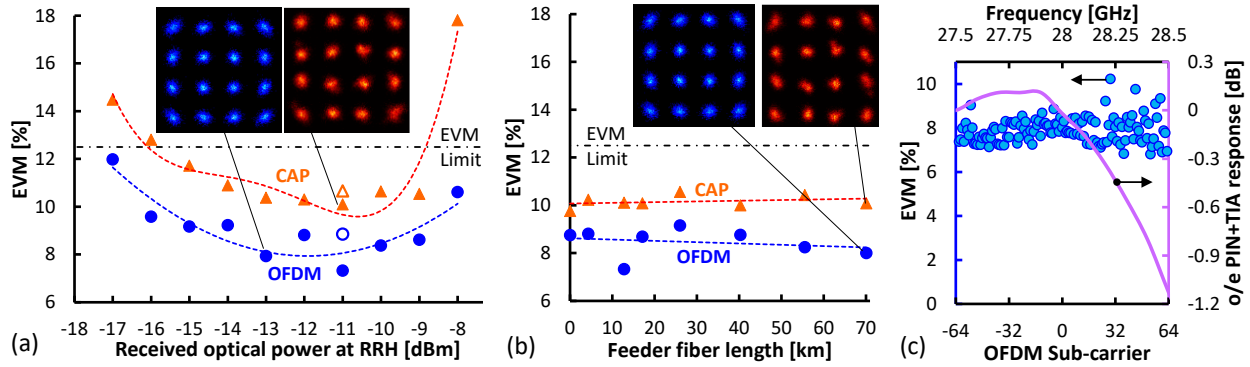 18
16
14
12
10
8
6
EVM [%]
EVM
Limit
CAP
OFDM
-18 -17 -16 -15 -14 -13 -12 -11 -10 -9 -8
(a) Received optical power at RRH [dBm]
18
16
14
12
10
8
6
EVM
Limit
CAP
OFDM
0 10 20 30 40 50 60 70
(b) Feeder fiber length [km]
Frequency [GHz]
27.5 27.75 28 28.25 28.5
10
8
6
4
2
0
EVM [%]
0.3
0
-0.3
-0.6
-0.9
-1.2
o/e PIN+TIA response [dB]
-64 -32 0 32 64
(c) OFDM Sub-carrier